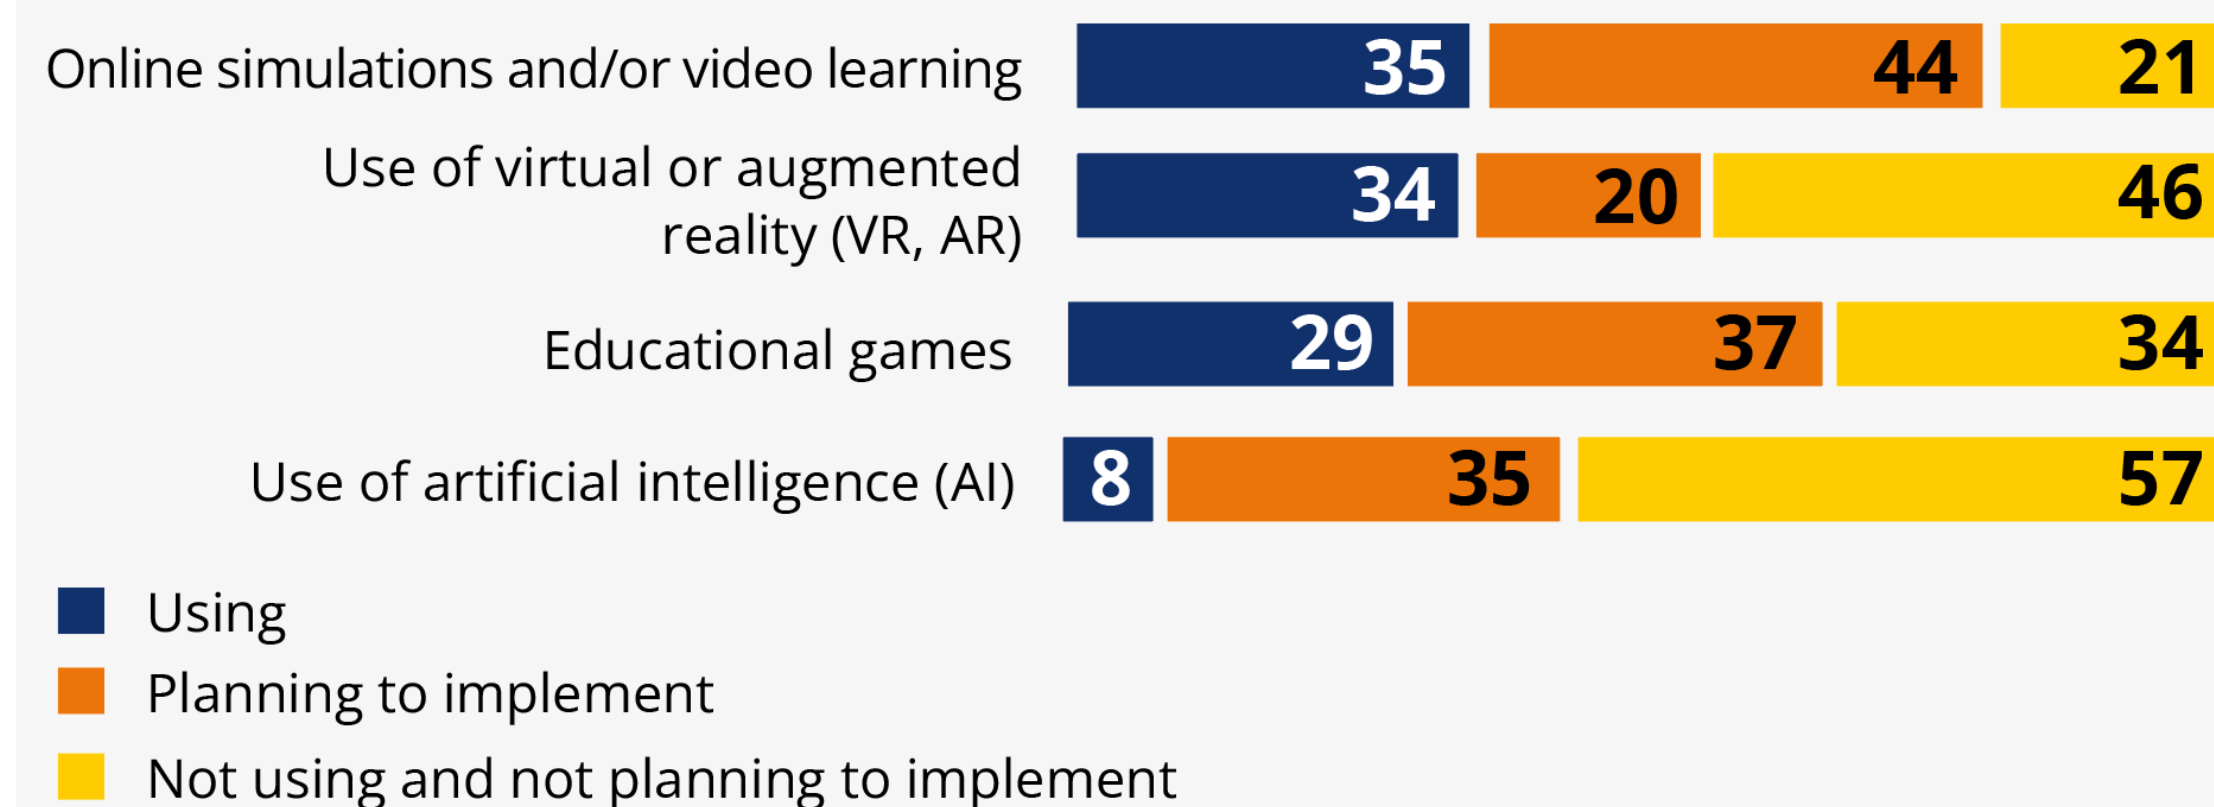 Online simulations and/or video learning 35 44 21
Use of virtual or augmented
reality (VR, AR) 34 20 46
Educational games 29 37 34
Use of artificial intelligence (AI) 8 35 57
Using
Planning to implement
Not using and not planning to implement